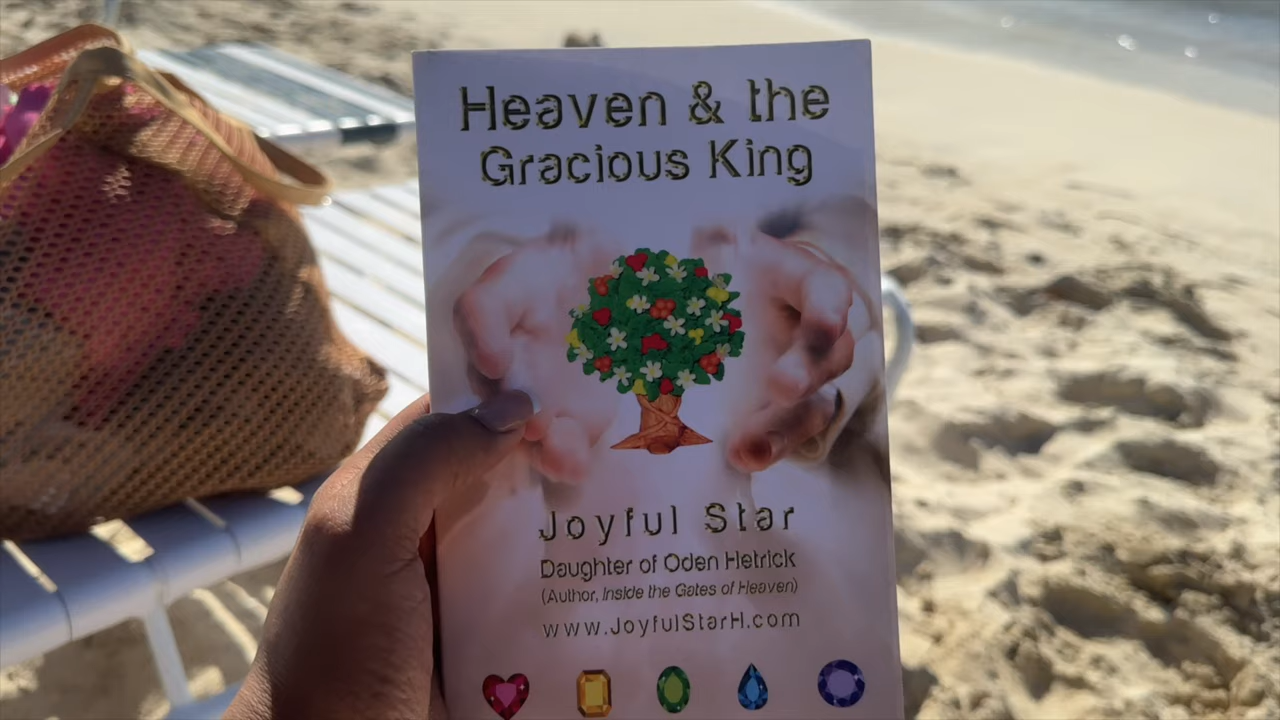 Heaven & the
Gracious King
Joyful Star
Daughter of Oden Hetrick
(Author, Inside the Gates of Heaven)
www.JoyfulStarH.com